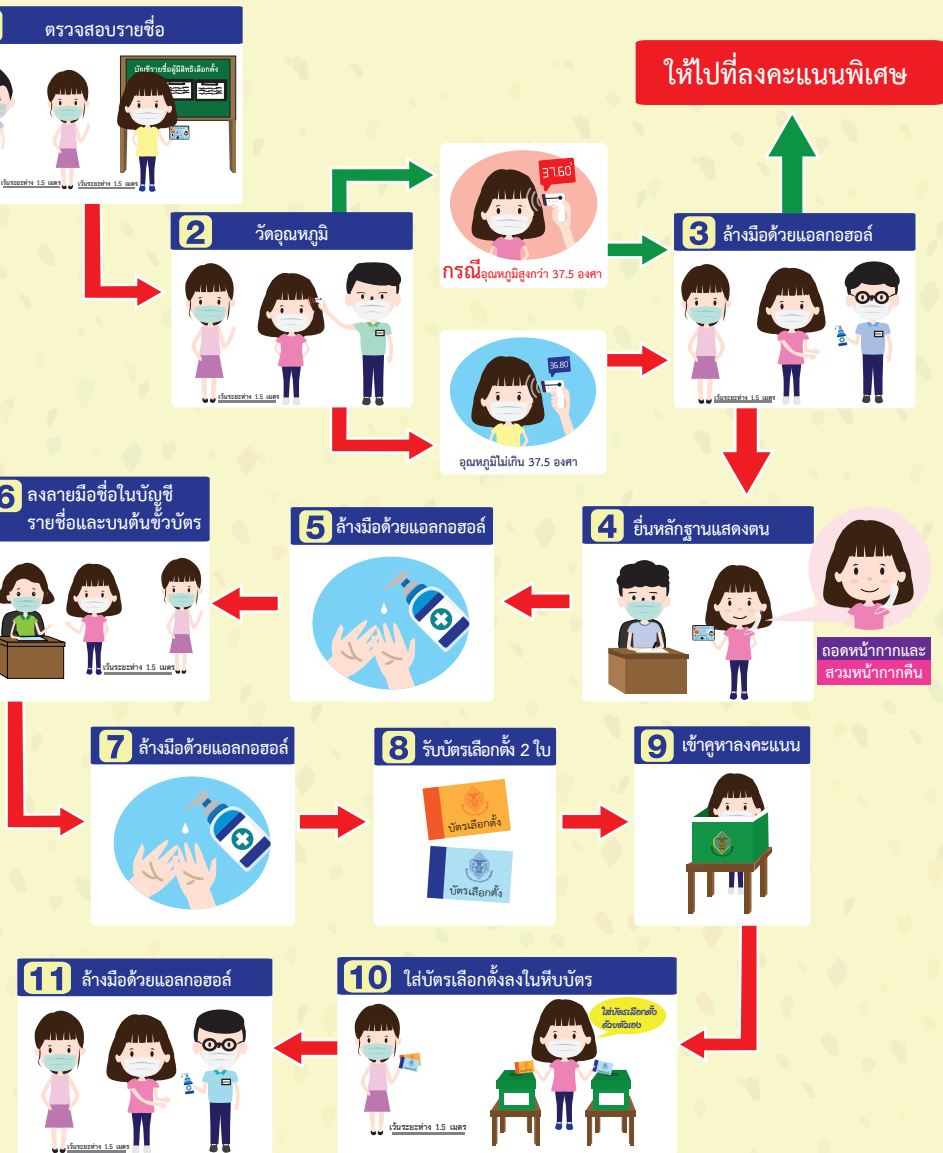 ตรวจสอบรายชื่อ
บัญชีรายชื่อผู้มีสิทธิเลือกตั้ง
เว้นระยะห่าง 1.5 เมตร
เว้นระยะห่าง 1.5 เมตร
ให้ไปที่ลงคะแนนพิเศษ
2 วัดอุณหภูมิ
เว้นระยะห่าง 1.5 เมตร
37.60
กรณีอุณหภูมิสูงกว่า 37.5 องศา
36.80
อุณหภูมิไม่เกิน 37.5 องศา
3 ล้างมือด้วยแอลกอฮอล์
เว้นระยะห่าง 1.5 เมตร
4 ยื่นหลักฐานแสดงตน
ถอดหน้ากากและ
สวมหน้ากากคืน
5 ล้างมือด้วยแอลกอฮอล์
6 ลงลายมือชื่อในบัญชี
รายชื่อและบนต้นขั้วบัตร
เว้นระยะห่าง 1.5 เมตร
7 ล้างมือด้วยแอลกอฮอล์
8 รับบัตรเลือกตั้ง 2 ใบ
บัตรเลือกตั้ง
บัตรเลือกตั้ง
9 เข้าคูหาลงคะแนน
10 ใส่บัตรเลือกตั้งลงในหีบบัตร
ใส่บัตรเลือกตั้ง
ด้วยตัวเอง
เว้นระยะห่าง 1.5 เมตร
11 ล้างมือด้วยแอลกอฮอล์
เว้นระยะห่าง 1.5 เมตร